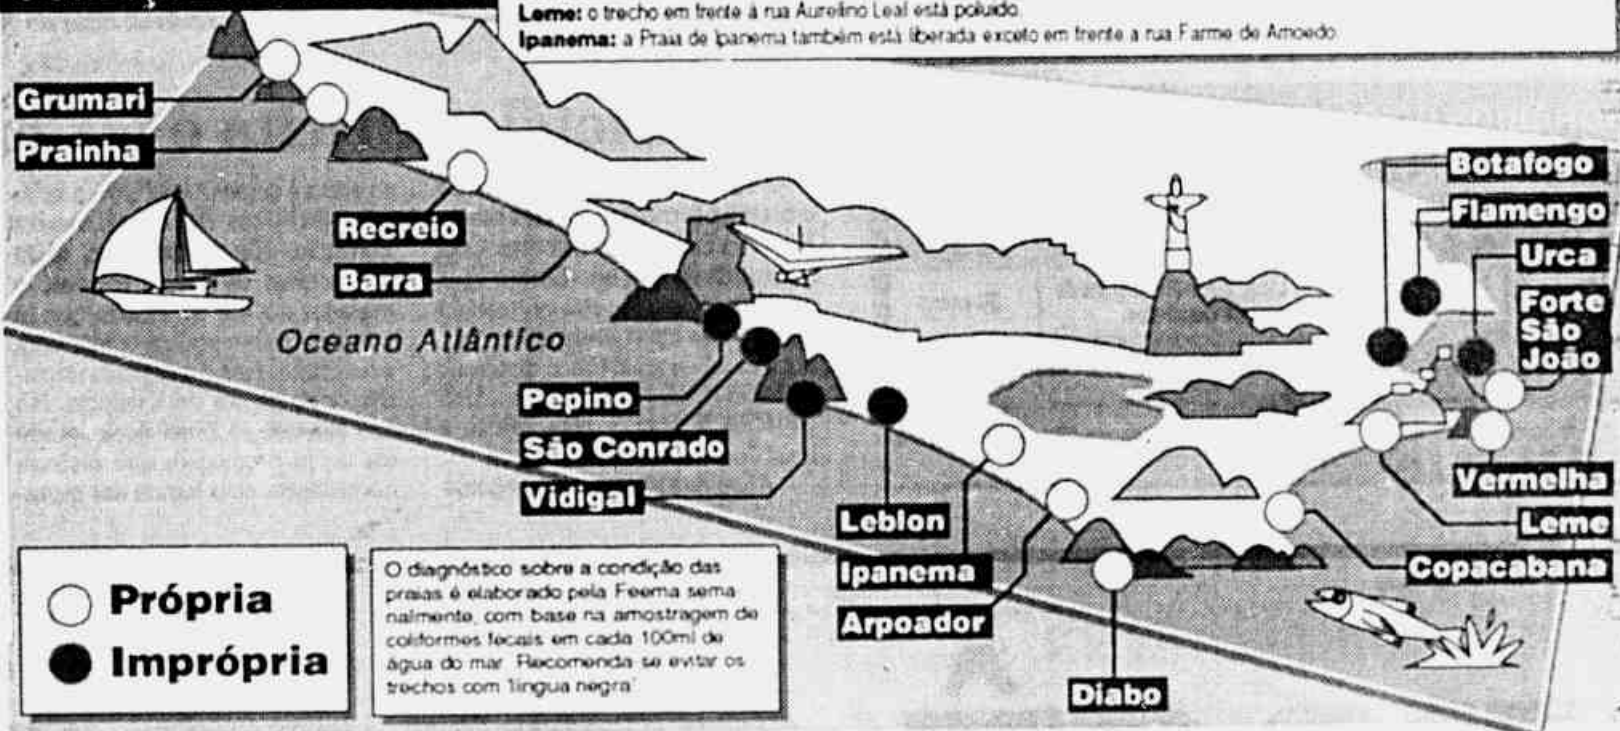 Leme: o trecho em frente à rua Aurelino Leal está poluído.
Ipanema: a Praia de Ipanema também está liberada exceto em frente a rua Farme de Amoedo.
Grumari
Prainha
Recreio
Barra
Oceano Atlântico
Pepino
São Conrado
Vidigal
Leblon
Ipanema
Arpoador
Diabo
Botafogo
Flamengo
Urca
Forte
São
João
Vermelha
Leme
Copacabana
Própria
Imprópria
O diagnóstico sobre a condição das
praias é elaborado pela Feema sema
nalmente, com base na amostragem de
coliformes fecais em cada 100ml de
água do mar. Recomenda se evitar os
trechos com 'língua negra'